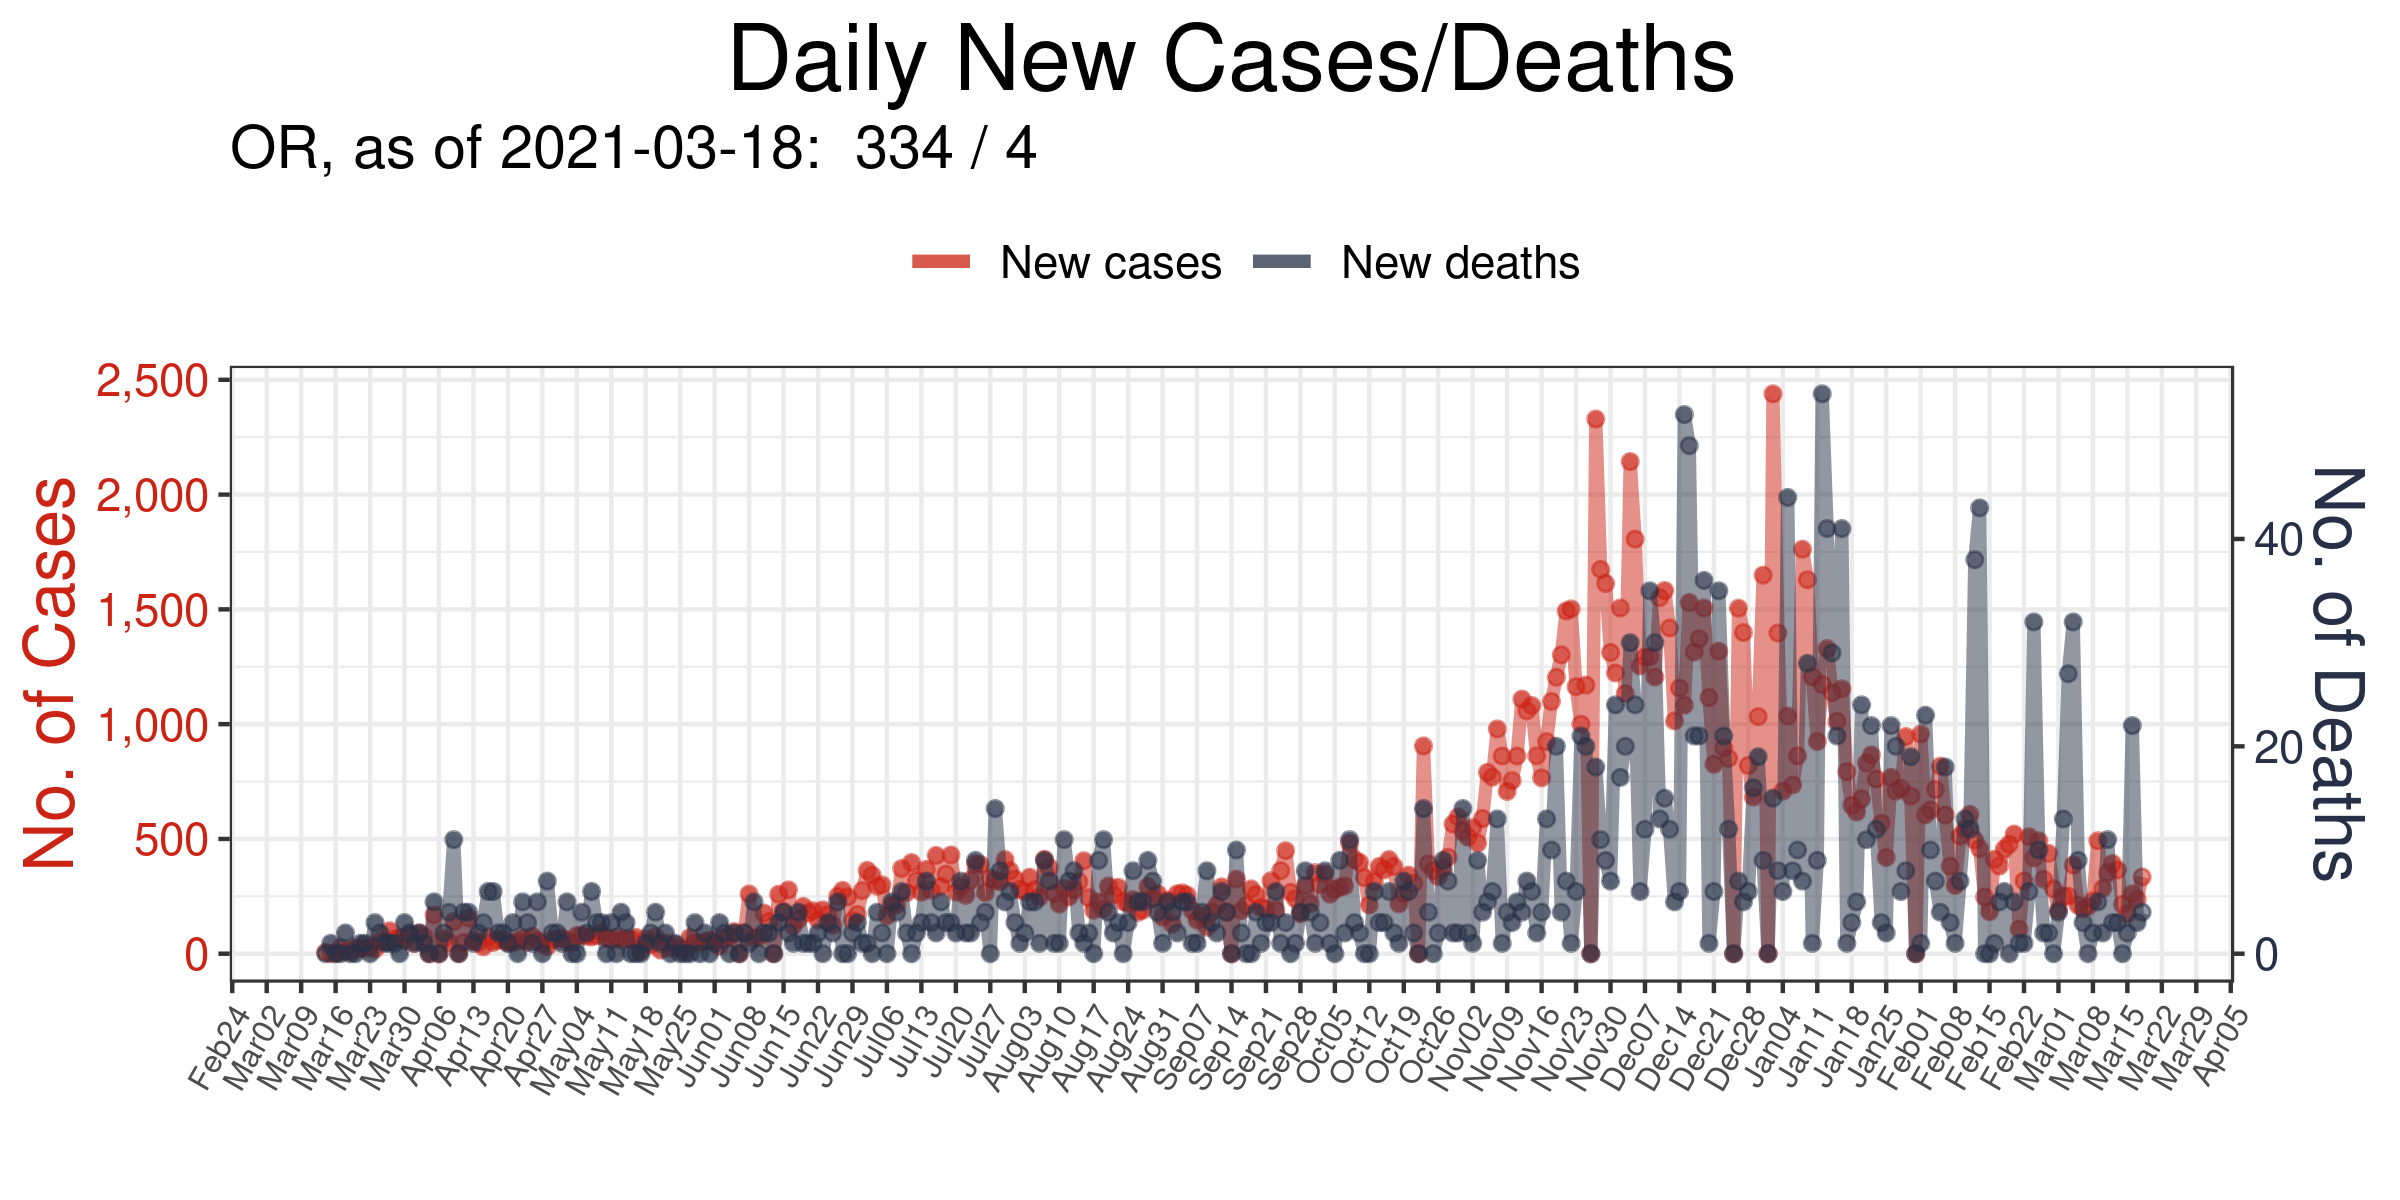 Daily New Cases/Deaths
OR, as of 2021-03-18: 334 / 4
New cases
New deaths
No. of Cases
2,500
2,000
1,500
1,000
500
0
40
20
0
No. of Deaths
Feb24
Mar02
Mar09
Mar16
Mar23
Mar30
Apr06
Apr13
Apr20
Apr27
May04
May11
May18
May25
Jun01
Jun08
Jun15
Jun22
Jun29
Jul06
Jul13
Jul20
Jul27
Aug03
Aug10
Aug17
Aug24
Aug31
Sep07
Sep14
Sep21
Sep28
Oct05
Oct12
Oct19
Oct26
Nov02
Nov09
Nov16
Nov23
Nov30
Dec07
Dec14
Dec21
Dec28
Jan04
Jan11
Jan18
Jan25
Feb01
Feb08
Feb15
Feb22
Mar01
Mar08
Mar15
Mar22
Mar29
Apr05